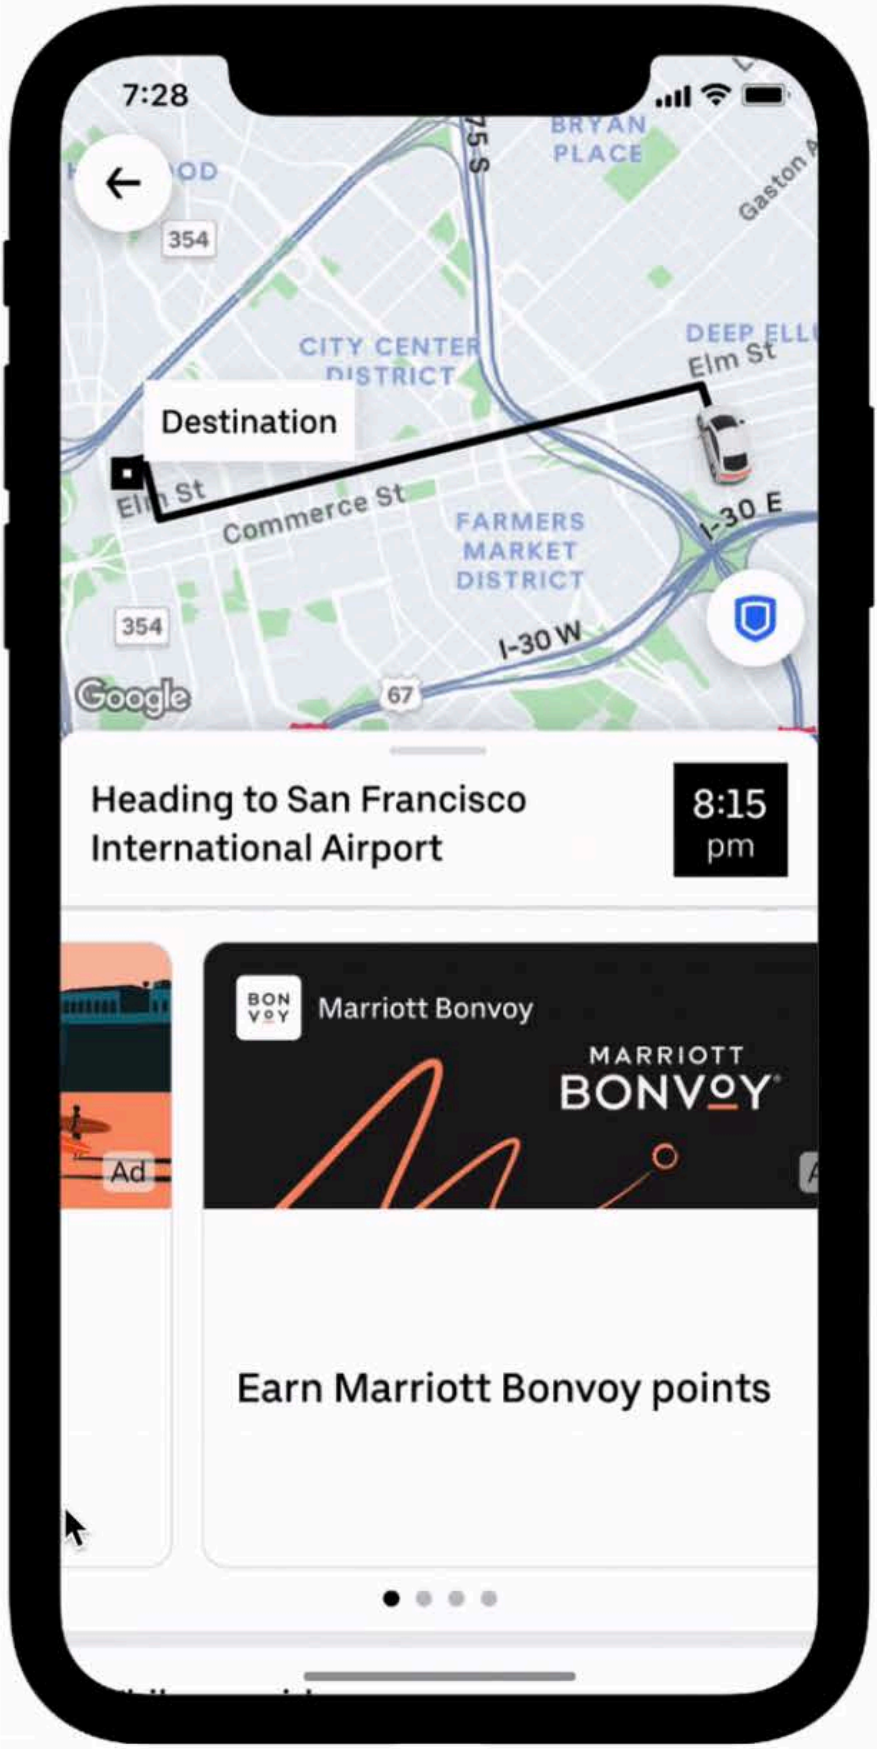 7:28
BRYAN
PLACE
75 S
Gaston A
OD
354
CITY CENTER
DISTRICT
DEEP ELLU
Elm St
Destination
Elm St
Commerce St
FARMERS
MARKET
DISTRICT
I-30 E
354
I-30 W
67
Google
Heading to San Francisco
International Airport
8:15
pm
BON
VOY
Marriott Bonvoy
MARRIOTT
BONVOY
Ad
A
Earn Marriott Bonvoy points